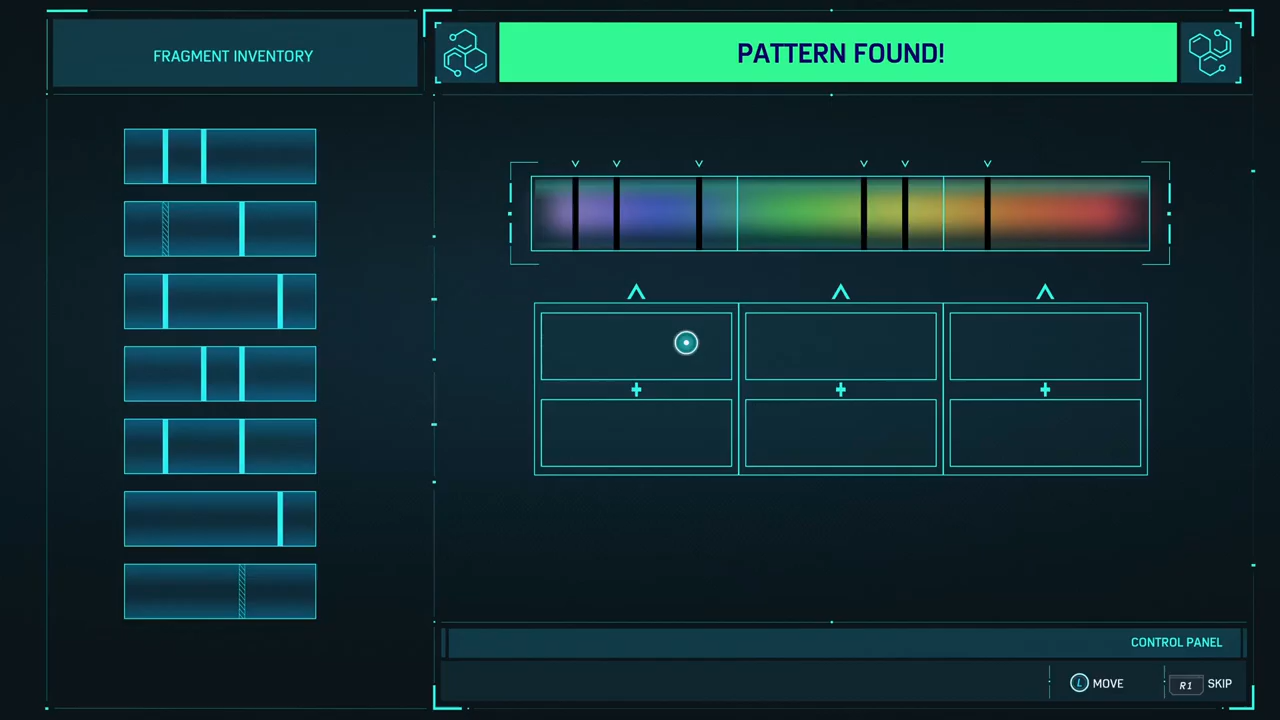 FRAGMENT INVENTORY
PATTERN FOUND!
CONTROL PANEL
L MOVE
R1 SKIP